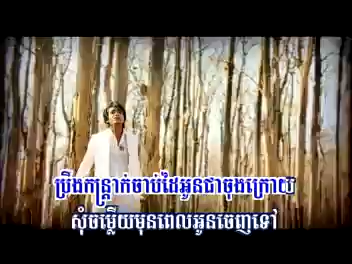 ប្រឹងកន្ត្រាក់ចាប់ដៃអូនជាចុងក្រោយ
សុំចម្លើយមុនពេលអូនចេញទៅ